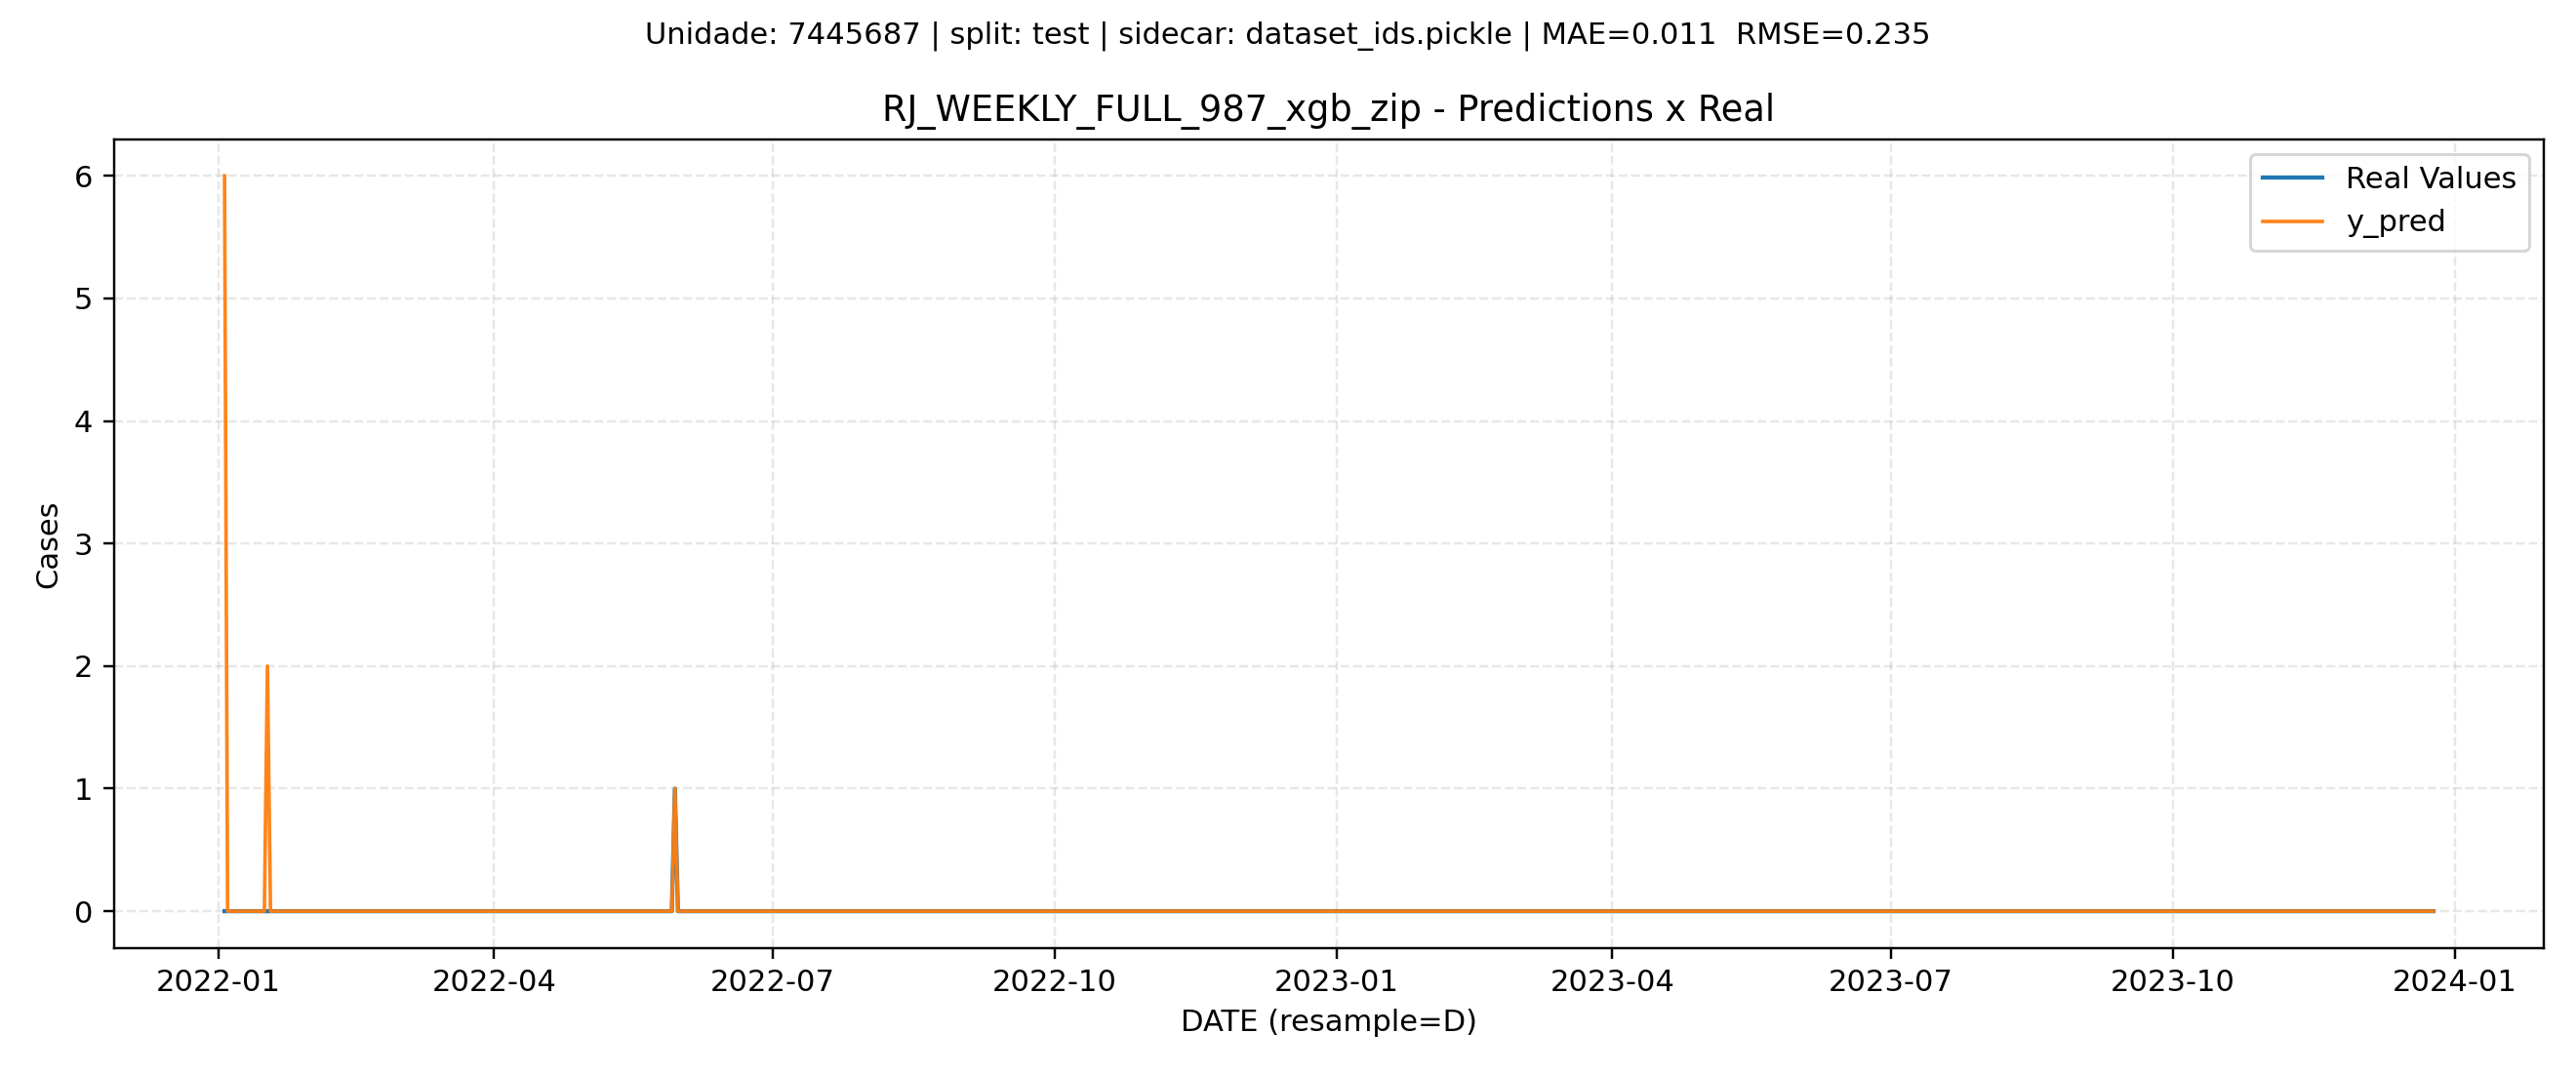 Unidade: 7445687 | split: test | sidecar: dataset_ids.pickle | MAE=0.011  RMSE=0.235
RJ_WEEKLY_FULL_987_xgb_zip - Predictions x Real
Real Values
y_pred
6
5
4
3
2
1
0
Cases
2022-01
2022-04
2022-07
2022-10
2023-01
2023-04
2023-07
2023-10
2024-01
DATE (resample=D)